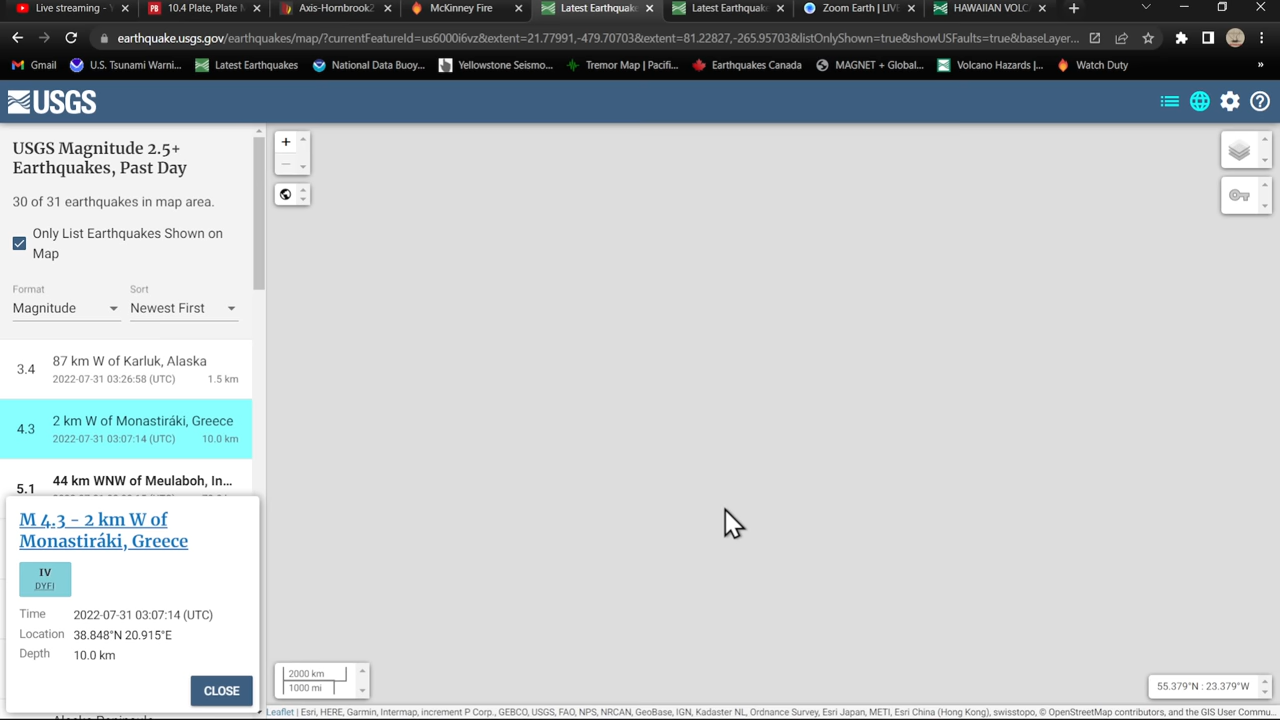 Live streaming - Y
10.4 Plate, Plate M
Axis-Hornbrook2
McKinney Fire
Latest Earthquake
Latest Earthquake
Zoom Earth | LIVE
HAWAIIAN VOLC
earthquake.usgs.gov/earthquakes/map/?currentFeatureId=us6000i6vz&extent=21.77991,-479.70703&extent=81.22827,-265.95703&listOnlyShown=true&showUSFaults=true&baseLayer...
Gmail
U.S. Tsunami Warni...
Latest Earthquakes
National Data Buoy...
Yellowstone Seismo...
Tremor Map | Pacifi...
Earthquakes Canada
MAGNET + Global...
Volcano Hazards |...
Watch Duty
»
USGS
USGS Magnitude 2.5+
Earthquakes, Past Day
30 of 31 earthquakes in map area.
Only List Earthquakes Shown on
Map
Format
Sort
Magnitude
Newest First
3.4
87 km W of Karluk, Alaska
2022-07-31 03:26:58 (UTC)
1.5 km
4.3
2 km W of Monastiráki, Greece
2022-07-31 03:07:14 (UTC)
10.0 km
5.1
44 km WNW of Meulaboh, In...
M 4.3 - 2 km W of
Monastiráki, Greece
IV
DYFI
Time 2022-07-31 03:07:14 (UTC)
Location 38.848°N 20.915°E
Depth 10.0 km
CLOSE
Alaska Peninsula
2000 km
1000 mi
55.379°N : 23.379°W
Leaflet | Esri, HERE, Garmin, Intermap, increment P Corp., GEBCO, USGS, FAO, NPS, NRCAN, GeoBase, IGN, Kadaster NL, Ordnance Survey, Esri Japan, METI, Esri China (Hong Kong), swisstopo, © OpenStreetMap contributors, and the GIS User Commu...